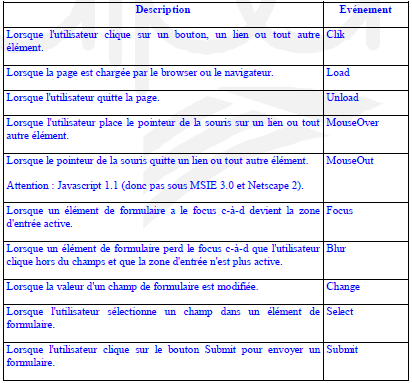 Description Evénement
Lorsque l'utilisateur clique sur un bouton, un lien ou tout autre Clik
élément.
Lorsque la page est chargée par le browser ou le navigateur. Load
Lorsque l'utilisateur quitte la page. Unload
Lorsque l'utilisateur place le pointeur de la souris sur un lien ou tout MouseOver
autre élément.
Lorsque le pointeur de la souris quitte un lien ou tout autre élément. MouseOut
Attention : Javascript 1.1 (donc pas sous MSIE 3.0 et Netscape 2).
Lorsque un élément de formulaire a le focus c-à-d devient la zone Focus
d'entrée active.
Lorsque un élément de formulaire perd le focus c-à-d que l'utilisateur Blur
clique hors du champs et que la zone d'entrée n'est plus active.
Lorsque la valeur d'un champ de formulaire est modifiée. Change
Lorsque l'utilisateur sélectionne un champ dans un élément de Select
formulaire.
Lorsque l'utilisateur clique sur le bouton Submit pour envoyer un Submit
formulaire.